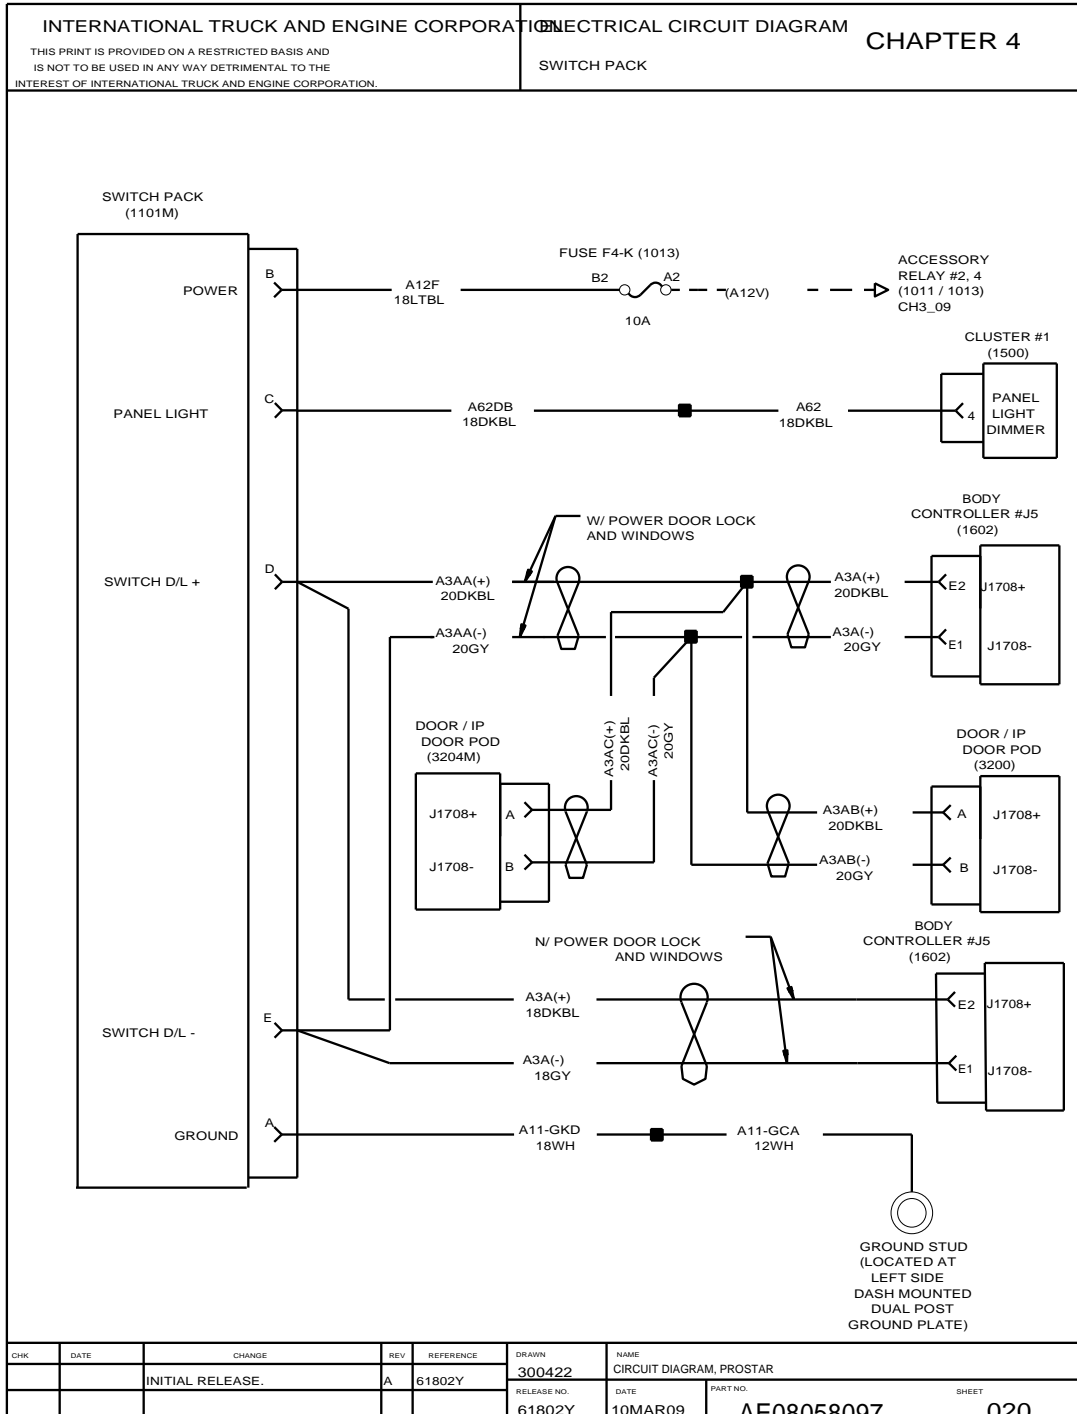 INTERNATIONAL TRUCK AND ENGINE CORPORATION
THIS PRINT IS PROVIDED ON A RESTRICTED BASIS AND
IS NOT TO BE USED IN ANY WAY DETRIMENTAL TO THE
INTEREST OF INTERNATIONAL TRUCK AND ENGINE CORPORATION.
ELECTRICAL CIRCUIT DIAGRAM
SWITCH PACK
CHAPTER 4
SWITCH PACK
(1101M)
POWER
B
A12F
18LTBL
FUSE F4-K (1013)
B2
A2
10A
(A12V)
ACCESSORY
RELAY #2, 4
(1011 / 1013)
CH3_09
CLUSTER #1
(1500)
PANEL LIGHT
C
A62DB
18DKBL
A62
18DKBL
4
PANEL
LIGHT
DIMMER
BODY
CONTROLLER #J5
(1602)
W/ POWER DOOR LOCK
AND WINDOWS
SWITCH D/L +
D
A3AA(+)
20DKBL
A3A(+)
20DKBL
E2
J1708+
A3AA(-)
20GY
A3A(-)
20GY
E1
J1708-
A3AC(+)
20DKBL
A3AC(-)
20GY
DOOR / IP
DOOR POD
(3204M)
J1708+
A
J1708-
B
DOOR / IP
DOOR POD
(3200)
A3AB(+)
20DKBL
A
J1708+
A3AB(-)
20GY
B
J1708-
N/ POWER DOOR LOCK
AND WINDOWS
BODY
CONTROLLER #J5
(1602)
A3A(+)
18DKBL
E2
J1708+
SWITCH D/L -
E
A3A(-)
18GY
E1
J1708-
GROUND
A
A11-GKD
18WH
A11-GCA
12WH
GROUND STUD
(LOCATED AT
LEFT SIDE
DASH MOUNTED
DUAL POST
GROUND PLATE)
CHK
DATE
CHANGE
REV
REFERENCE
INITIAL RELEASE.
A
61802Y
DRAWN
300422
NAME
CIRCUIT DIAGRAM, PROSTAR
RELEASE NO.
61802Y
DATE
10MAR09
PART NO.
AE08058097
SHEET
020